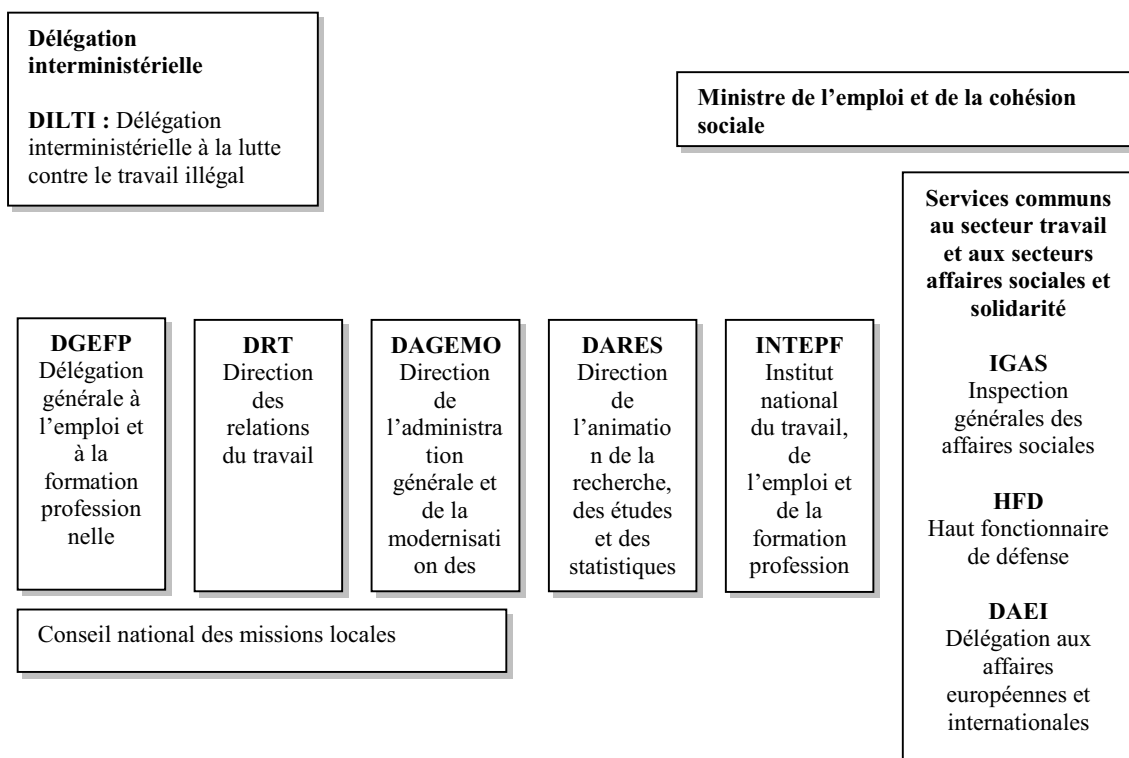 Délégation
interministérielle
DILTI : Délégation
interministérielle à la lutte
contre le travail illégal
Ministre de l’emploi et de la cohésion
sociale
Services communs
au secteur travail
et aux secteurs
affaires sociales et
solidarité
IGAS
Inspection
générales des
affaires sociales
HFD
Haut fonctionnaire
de défense
DAEI
Délégation aux
affaires
européennes et
internationales
DGEFP
Délégation
générale à
l’emploi et
à la
formation
profession
nelle
DRT
Direction
des
relations
du travail
DAGEMO
Direction
de
l’administra
tion
générale et
de la
modernisati
on des
DARES
Direction
de
l’animatio
n de la
recherche,
des études
et des
statistiques
INTEPF
Institut
national
du travail,
de
l’emploi et
de la
formation
profession
Conseil national des missions locales